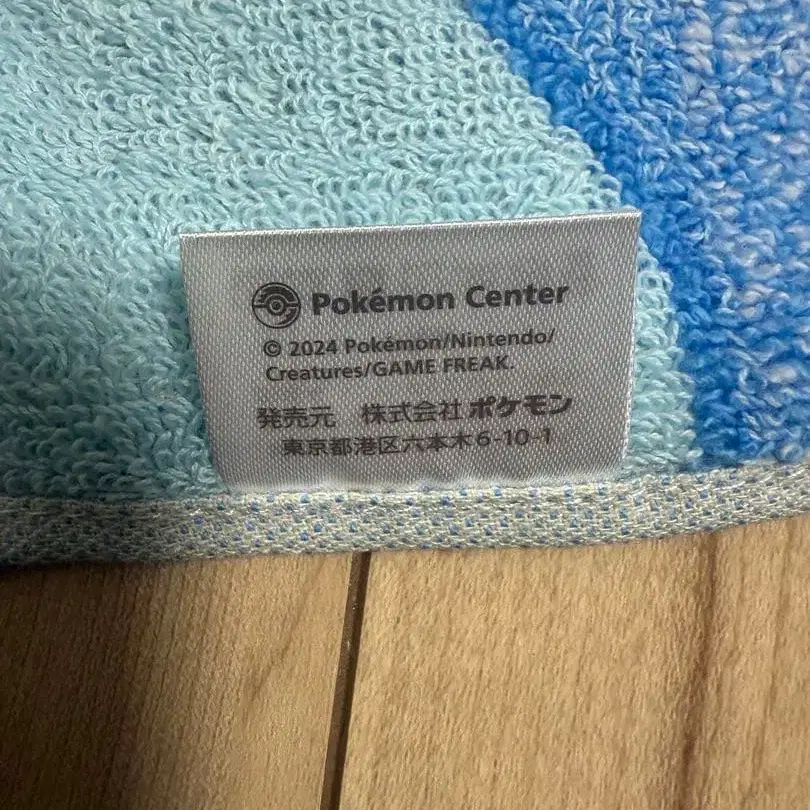 Pokémon Center
© 2024 Pokémon/Nintendo/
Creatures/GAME FREAK.
発売元 株式会社ポケモン
東京都港区六本木6-10-1